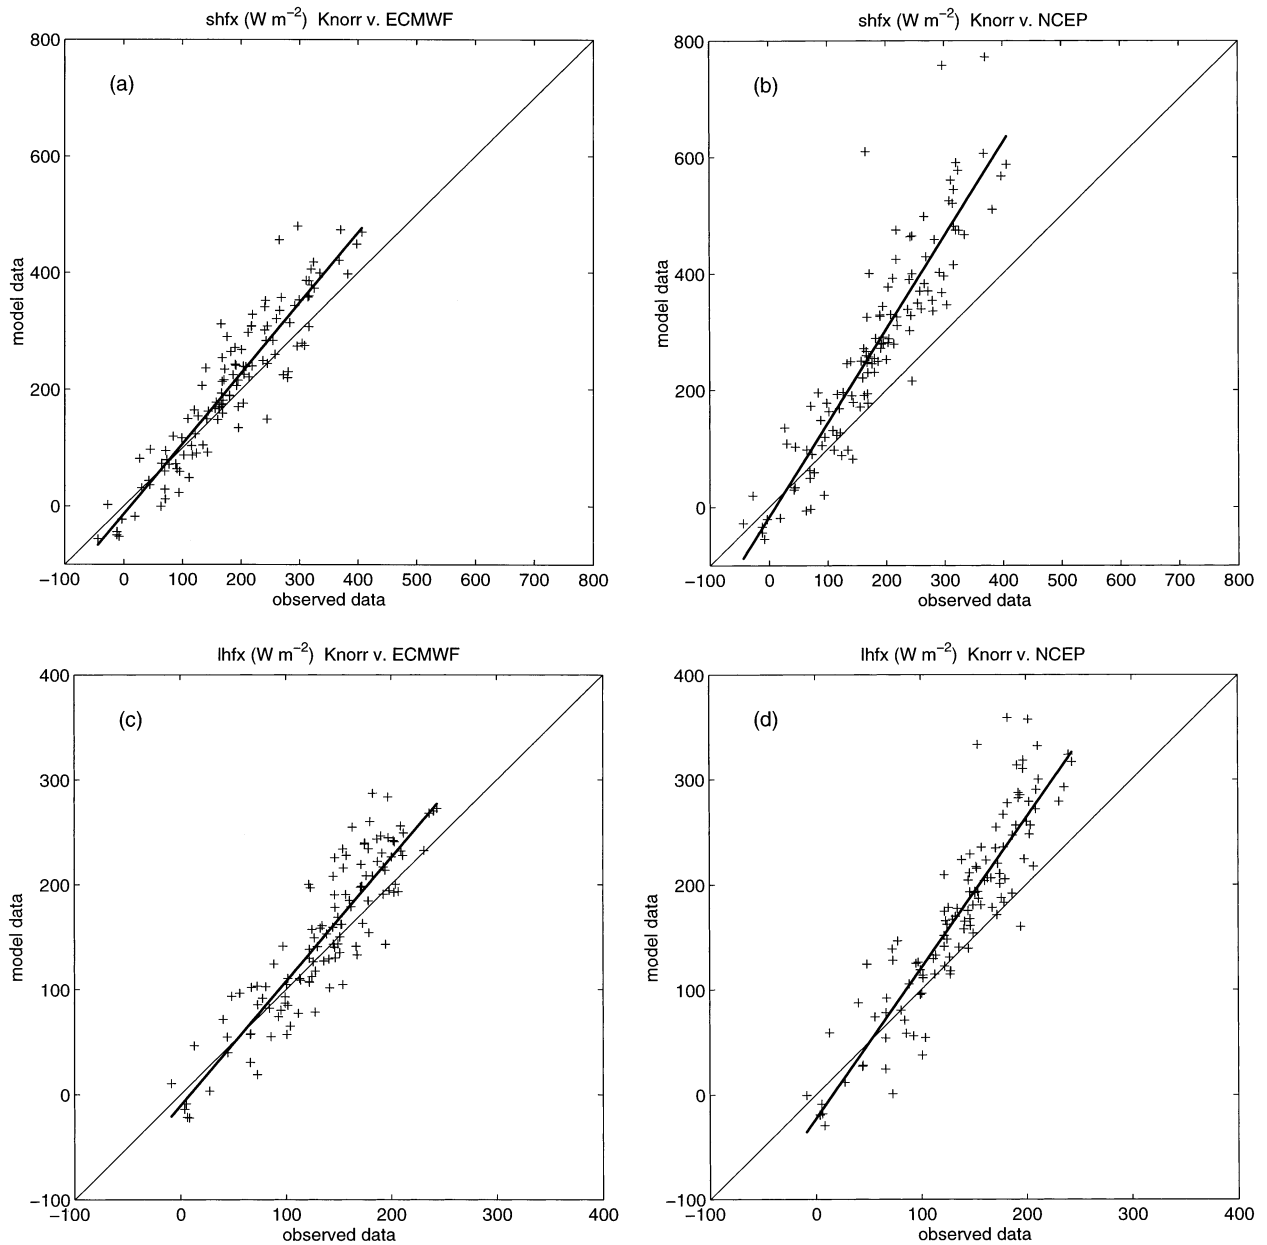 shfx (W m−2) Knorr v. ECMWF
(a)
800
600
400
200
0
model data
−100 0 100 200 300 400 500 600 700 800
observed data
shfx (W m−2) Knorr v. NCEP
(b)
800
600
400
200
0
model data
−100 0 100 200 300 400 500 600 700 800
observed data
lhfx (W m−2) Knorr v. ECMWF
(c)
400
300
200
100
0
−100
model data
−100 0 100 200 300 400
observed data
lhfx (W m−2) Knorr v. NCEP
(d)
400
300
200
100
0
−100
model data
−100 0 100 200 300 400
observed data